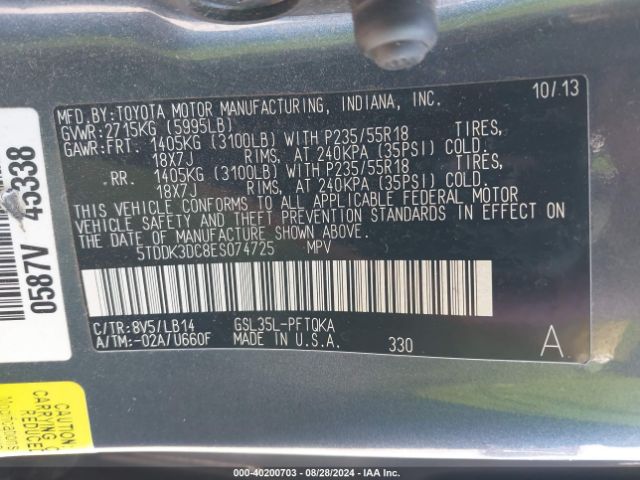 MFD.BY:TOYOTA MOTOR MANUFACTURING, INDIANA, INC. 10/13
GVWR:2715KG (5995LB)
GAWR:FRT. 1405KG (3100LB) WITH P235/55R18 TIRES,
18X7J RIMS, AT 240KPA (35PSI) COLD.
RR. 1405KG (3100LB) WITH P235/55R18 TIRES,
18X7J RIMS, AT 240KPA (35PSI) COLD.
THIS VEHICLE CONFORMS TO ALL APPLICABLE FEDERAL MOTOR
VEHICLE SAFETY AND THEFT PREVENTION STANDARDS IN EFFECT ON
THE DATE OF MANUFACTURE SHOWN ABOVE.
5TDDK3DC8ES074725 MPV
C/TR:8V5/LB14 GSL35L-PFTQKA
A/TM:-02A/U660F MADE IN U.S.A. 330 A
0587V 45338
CAUTION
CARRYING C
REDUCED
000-40200703 - 08/28/2024 - IAA Inc.